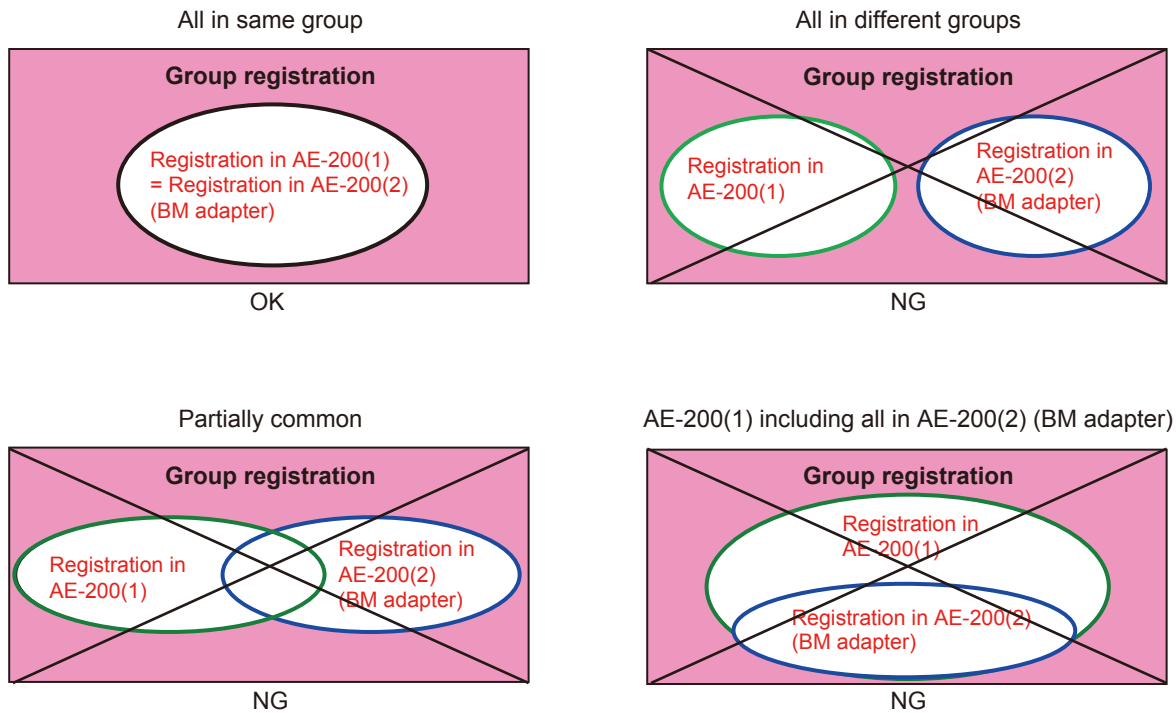 All in same group
Group registration
Registration in AE-200(1)
= Registration in AE-200(2)
(BM adapter)
OK
All in different groups
Group registration
Registration in
AE-200(1)
Registration in
AE-200(2)
(BM adapter)
NG
Partially common
Group registration
Registration in
AE-200(1)
Registration in
AE-200(2)
(BM adapter)
NG
AE-200(1) including all in AE-200(2) (BM adapter)
Group registration
Registration in
AE-200(1)
Registration in AE-200(2)
(BM adapter)
NG